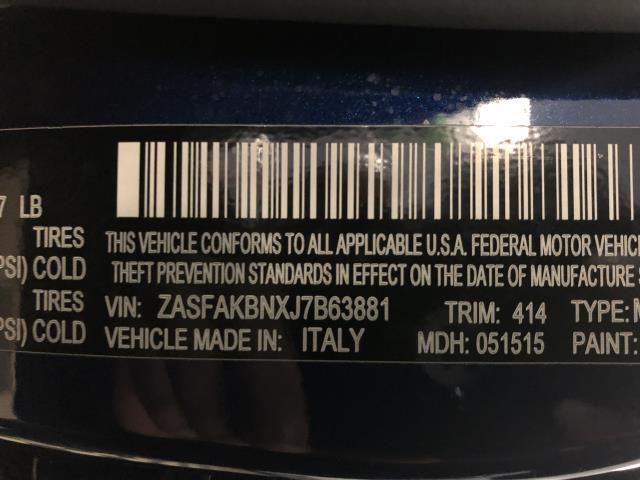 7 LB
TIRES
PSI) COLD
TIRES
PSI) COLD
THIS VEHICLE CONFORMS TO ALL APPLICABLE U.S.A. FEDERAL MOTOR VEHIC
THEFT PREVENTION STANDARDS IN EFFECT ON THE DATE OF MANUFACTURE
VIN: ZASFAKBNXJ7B63881 TRIM: 414 TYPE:
VEHICLE MADE IN: ITALY MDH: 051515 PAINT: